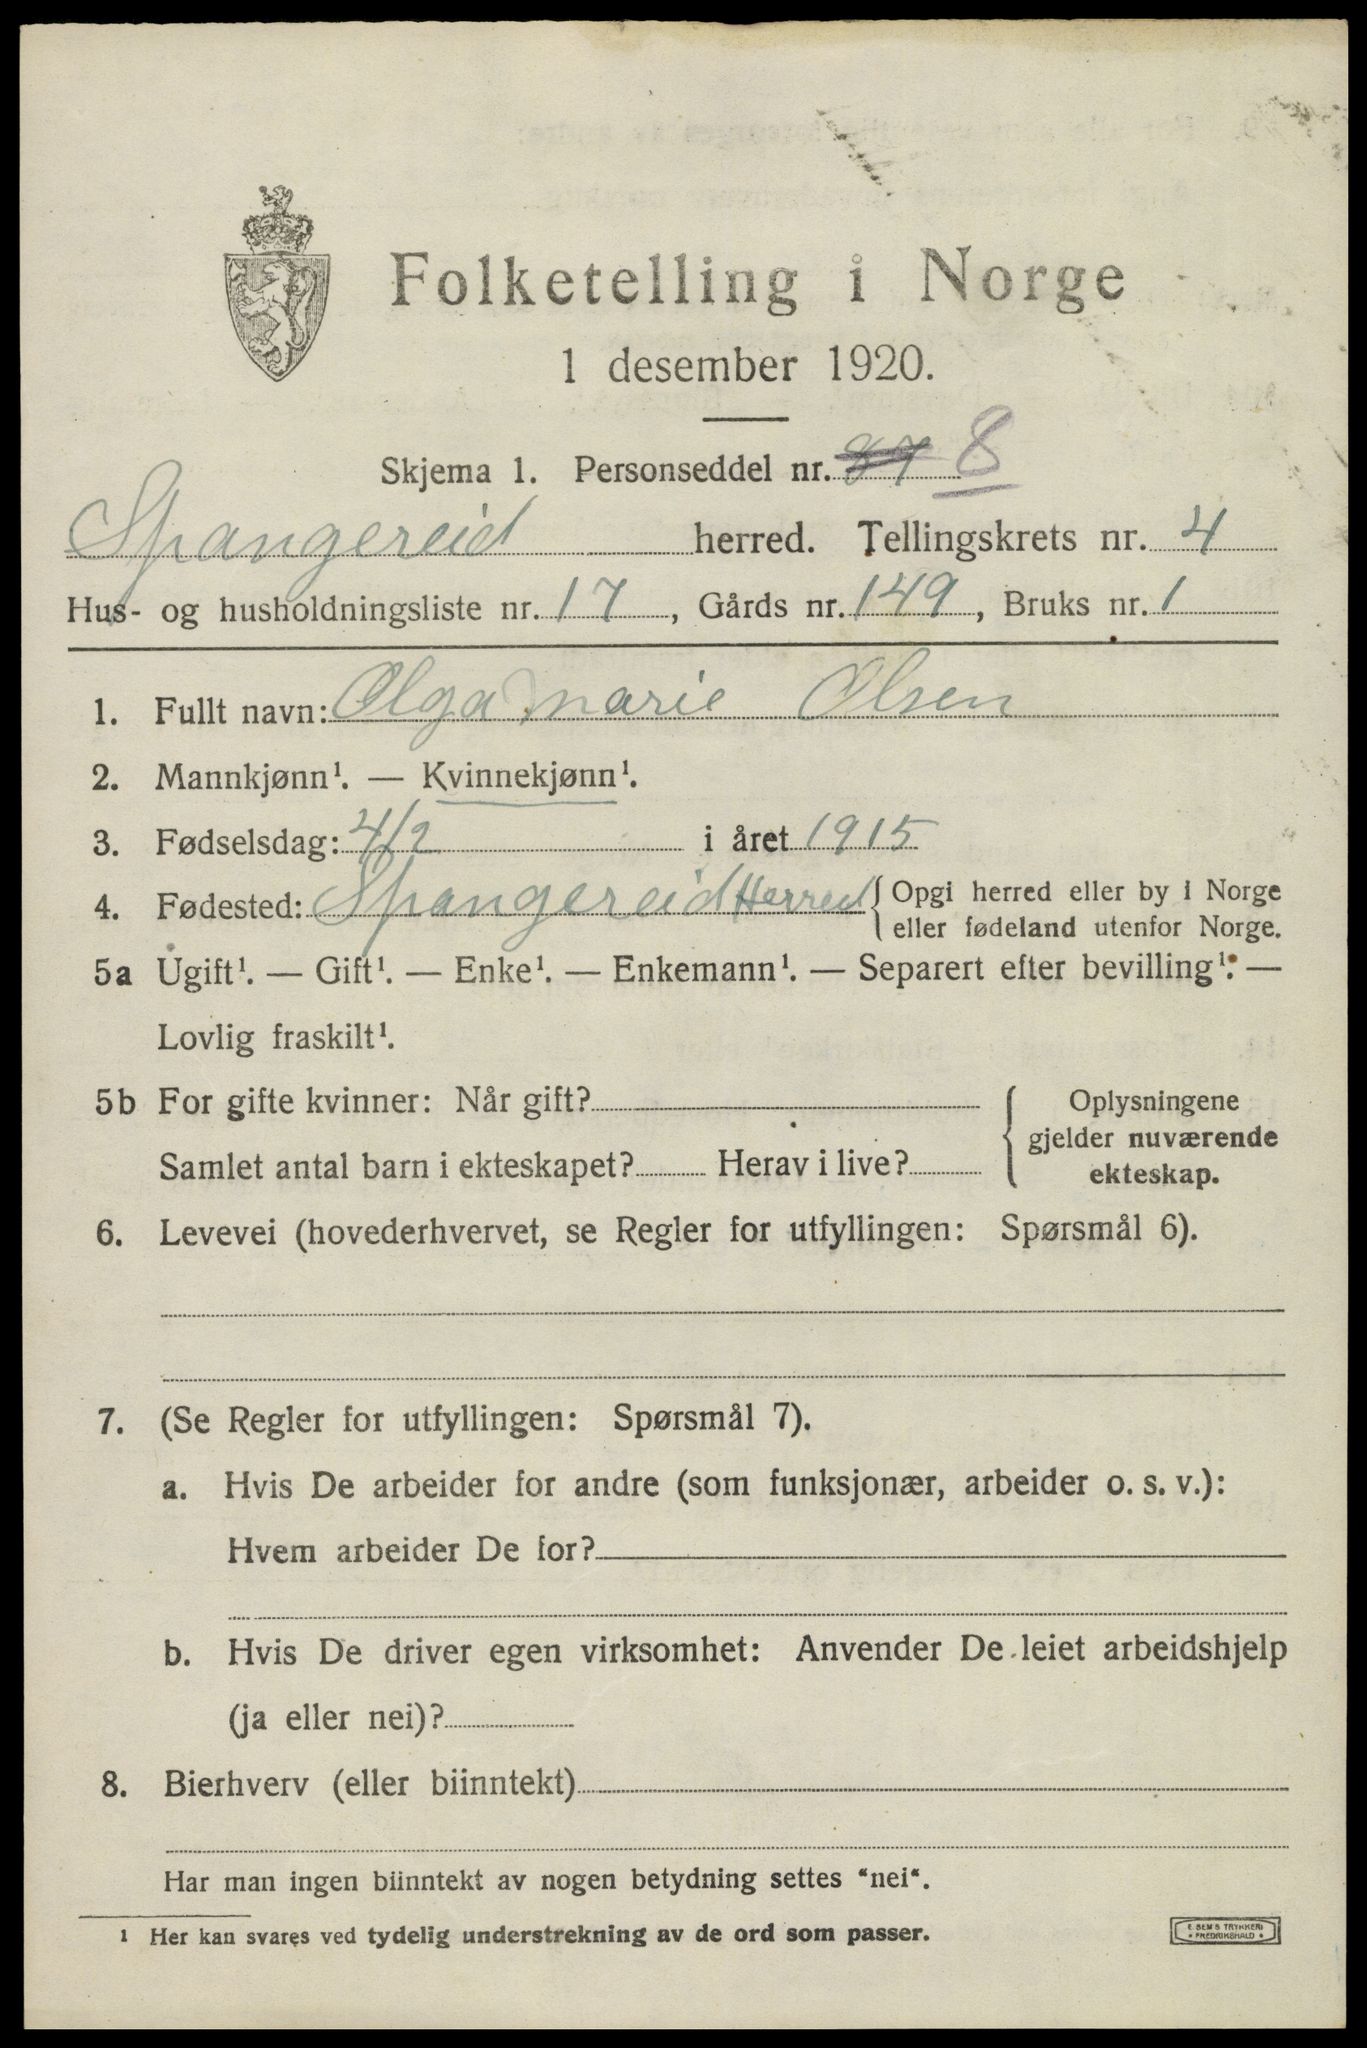 Folketelling i Norge
1 desember 1920.
Skjema 1. Personseddel nr. 87 8
Spangereid herred. Tellingskrets nr. 4
Hus- og husholdningsliste nr. 17, Gårds nr. 149, Bruks nr. 1
1. Fullt navn: Olga Marie Olsen
2. Mannkjønn¹. — Kvinnekjønn¹.
3. Fødselsdag: 4/2 i året 1915
4. Fødested: Spangereid Herred { Opgi herred eller by i Norge
eller fødeland utenfor Norge.
5a Ugift¹. — Gift¹. — Enke¹. — Enkemann¹. — Separert efter bevilling¹. —
Lovlig fraskilt¹.
5b For gifte kvinner: Når gift? { Oplysningene
gjelder nuværende
Samlet antal barn i ekteskapet? Herav i live? ekteskap.
6. Levevei (hovederhvervet, se Regler for utfyllingen: Spørsmål 6).
7. (Se Regler for utfyllingen: Spørsmål 7).
a. Hvis De arbeider for andre (som funksjonær, arbeider o. s. v.):
Hvem arbeider De for?
b. Hvis De driver egen virksomhet: Anvender De leiet arbeidshjelp
(ja eller nei)?
8. Bierhverv (eller biinntekt)
Har man ingen biinntekt av nogen betydning settes "nei".
¹ Her kan svares ved tydelig understrekning av de ord som passer.
E. SEM'S TRYKKERI
FREDRIKSHALD